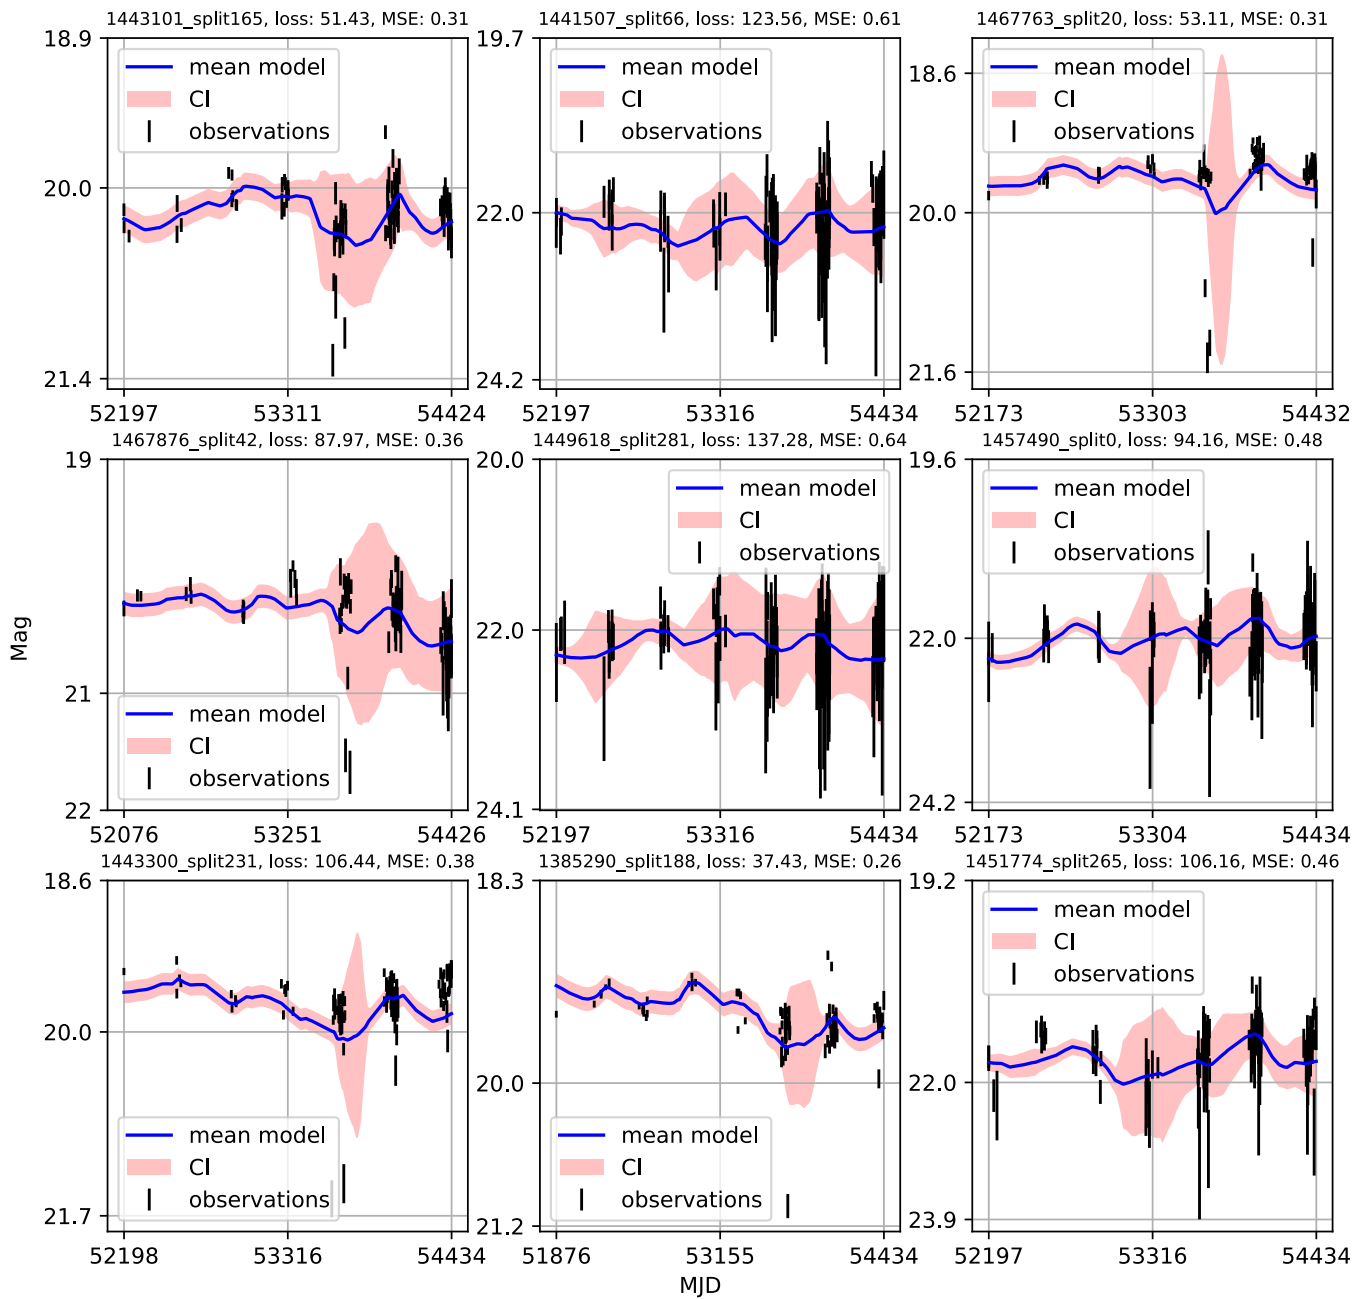 1443101_split165, loss: 51.43, MSE: 0.31
18.9
20.0
21.4
mean model
CI
observations
52197
53311
54424
1441507_split66, loss: 123.56, MSE: 0.61
19.7
22.0
24.2
mean model
CI
observations
52197
53316
54434
1467763_split20, loss: 53.11, MSE: 0.31
18.6
20.0
21.6
mean model
CI
observations
52173
53303
54432
Mag
1467876_split42, loss: 87.97, MSE: 0.36
19
21
22
mean model
CI
observations
52076
53251
54426
1449618_split281, loss: 137.28, MSE: 0.64
20.0
22.0
24.1
mean model
CI
observations
52197
53316
54434
1457490_split0, loss: 94.16, MSE: 0.48
19.6
22.0
24.2
mean model
CI
observations
52173
53304
54434
1443300_split231, loss: 106.44, MSE: 0.38
18.6
20.0
21.7
mean model
CI
observations
52198
53316
54434
1385290_split188, loss: 37.43, MSE: 0.26
18.3
20.0
21.2
mean model
CI
observations
51876
53155
54434
1451774_split265, loss: 106.16, MSE: 0.46
19.2
22.0
23.9
mean model
CI
observations
52197
53316
54434
MJD